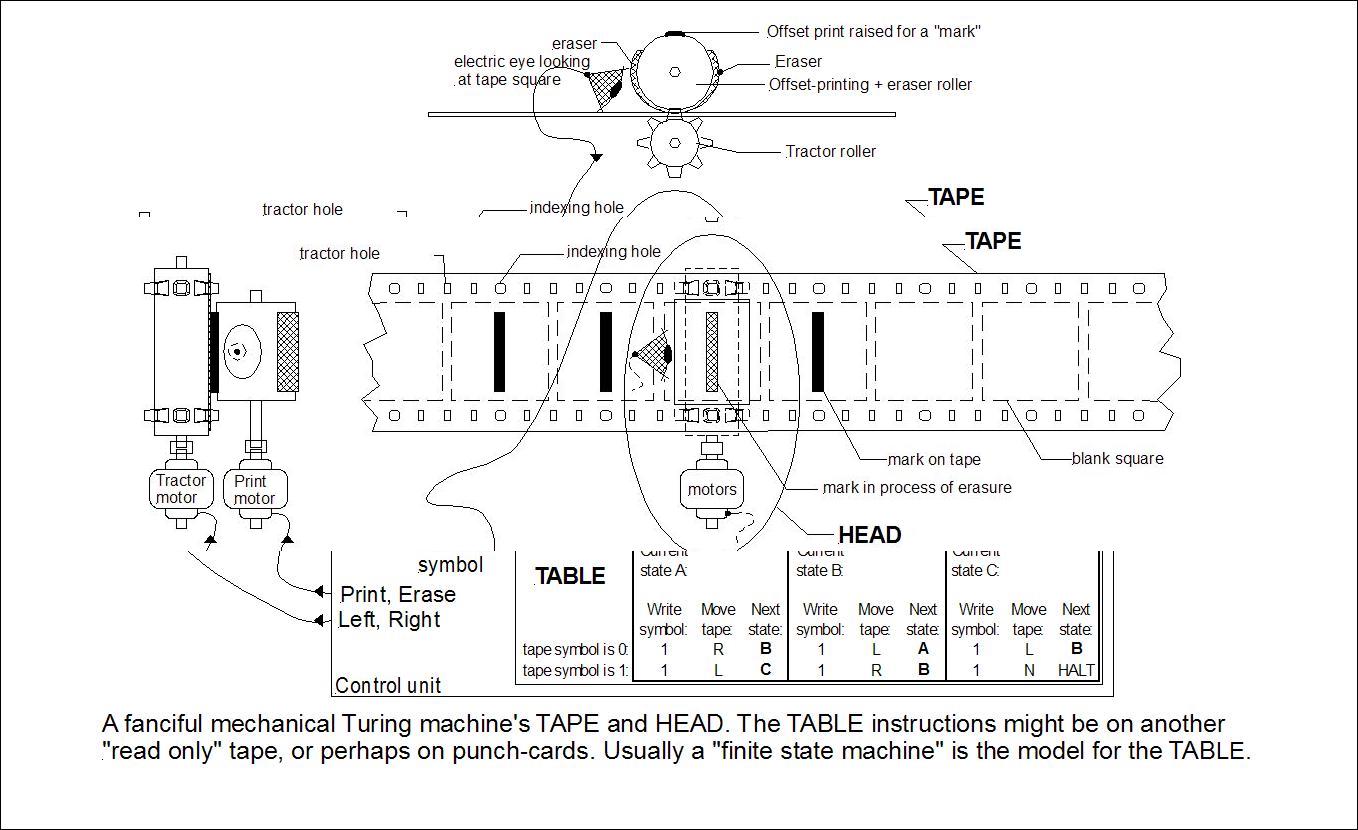 Offset print raised for a "mark"
eraser
electric eye looking
at tape square
Eraser
Offset-printing + eraser roller
Tractor roller
TAPE
tractor hole
indexing hole
TAPE
tractor hole
indexing hole
mark on tape
blank square
Tractor
motor
Print
motor
motors
mark in process of erasure
HEAD
symbol
Print, Erase
Left, Right
Control unit
TABLE
Current Current Current
state A: state B: state C:
Write Move Next Write Move Next Write Move Next
symbol: tape: state: symbol: tape: state: symbol: tape: state:
tape symbol is 0: 1 R B 1 L A 1 L B
tape symbol is 1: 1 L C 1 R B 1 N HALT
A fanciful mechanical Turing machine's TAPE and HEAD. The TABLE instructions might be on another
"read only" tape, or perhaps on punch-cards. Usually a "finite state machine" is the model for the TABLE.